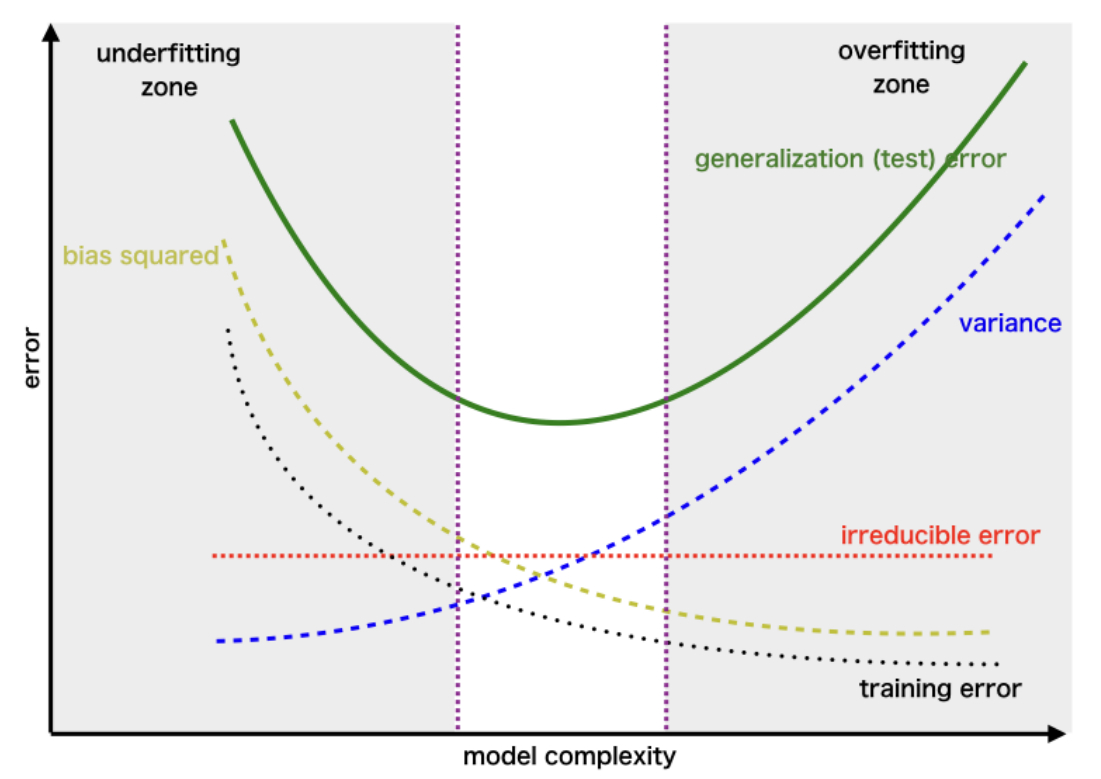 underfitting
zone
overfitting
zone
generalization (test) error
bias squared
variance
error
irreducible error
training error
model complexity